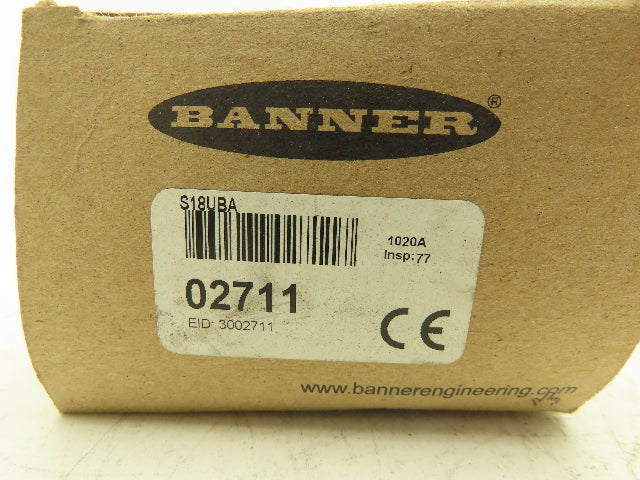 BANNER®
S18UBA
1020A
Insp:77
02711
EID: 3002711
CE
www.bannerengineering.com